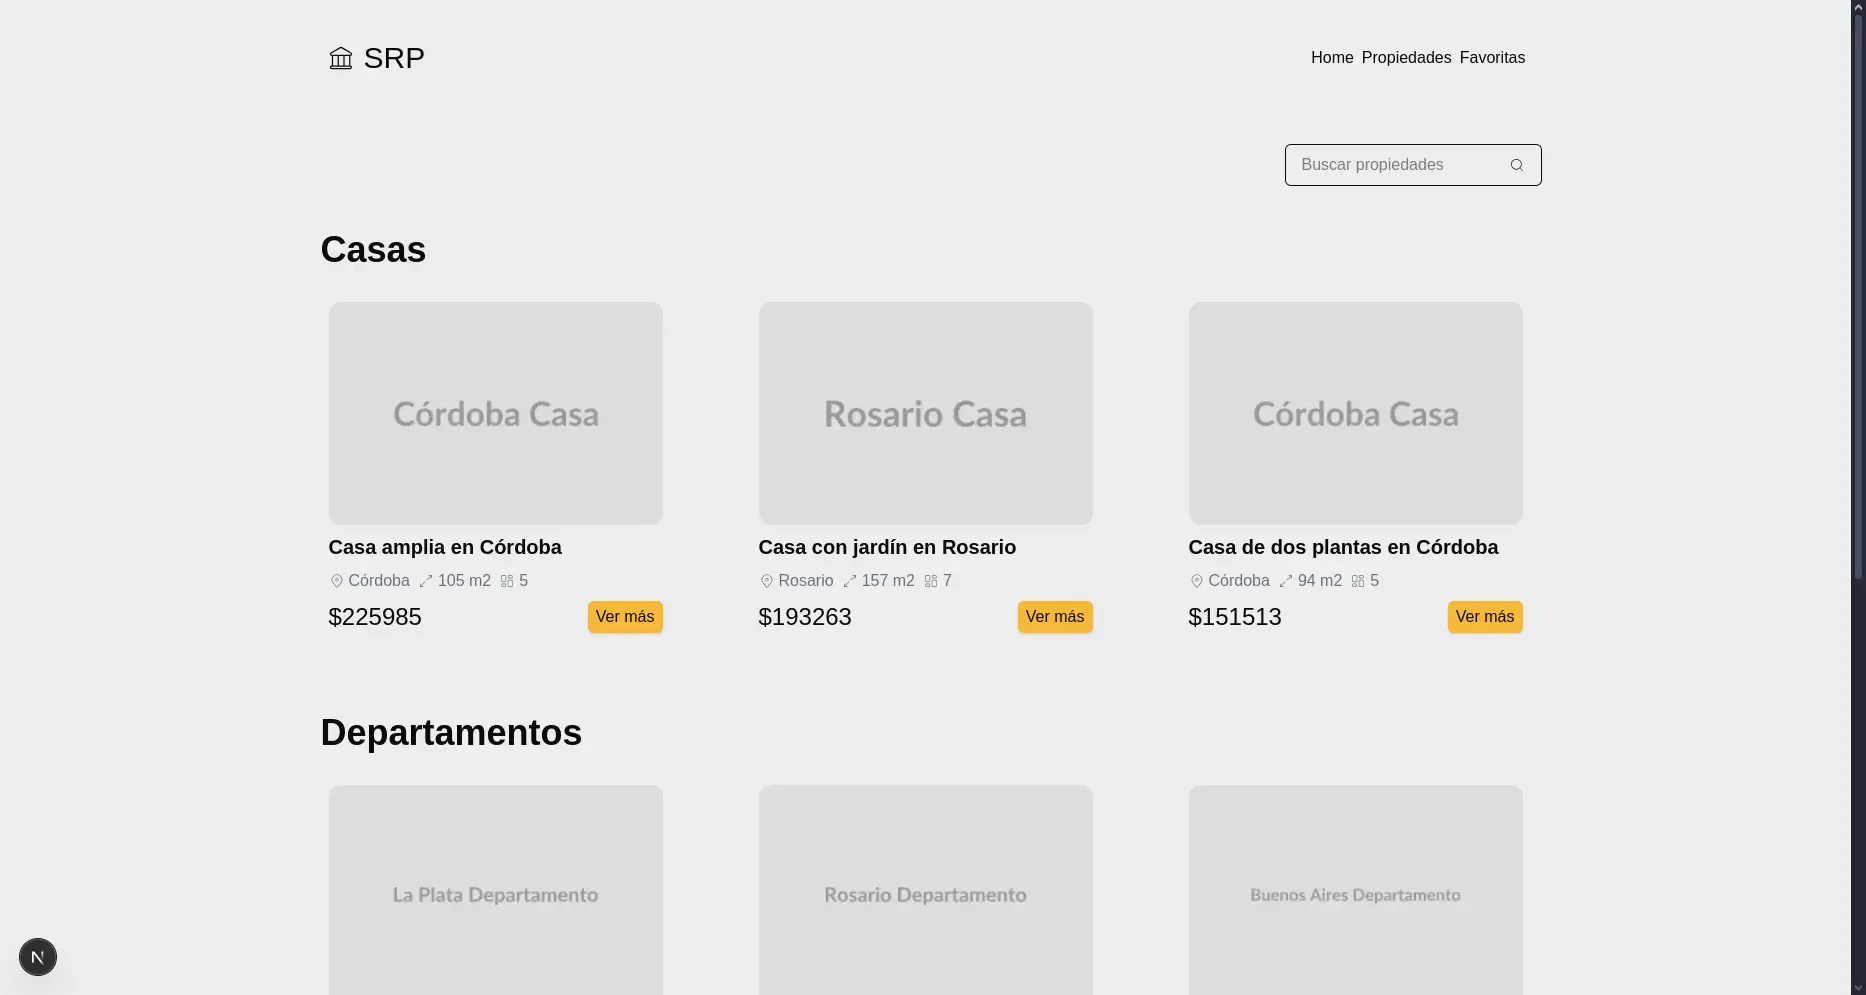 SRP
Home Propiedades Favoritas
Buscar propiedades
Casas
Córdoba Casa
Rosario Casa
Córdoba Casa
Casa amplia en Córdoba
Casa con jardín en Rosario
Casa de dos plantas en Córdoba
Córdoba 105 m2 5
Rosario 157 m2 7
Córdoba 94 m2 5
$225985 Ver más
$193263 Ver más
$151513 Ver más
Departamentos
La Plata Departamento
Rosario Departamento
Buenos Aires Departamento
N